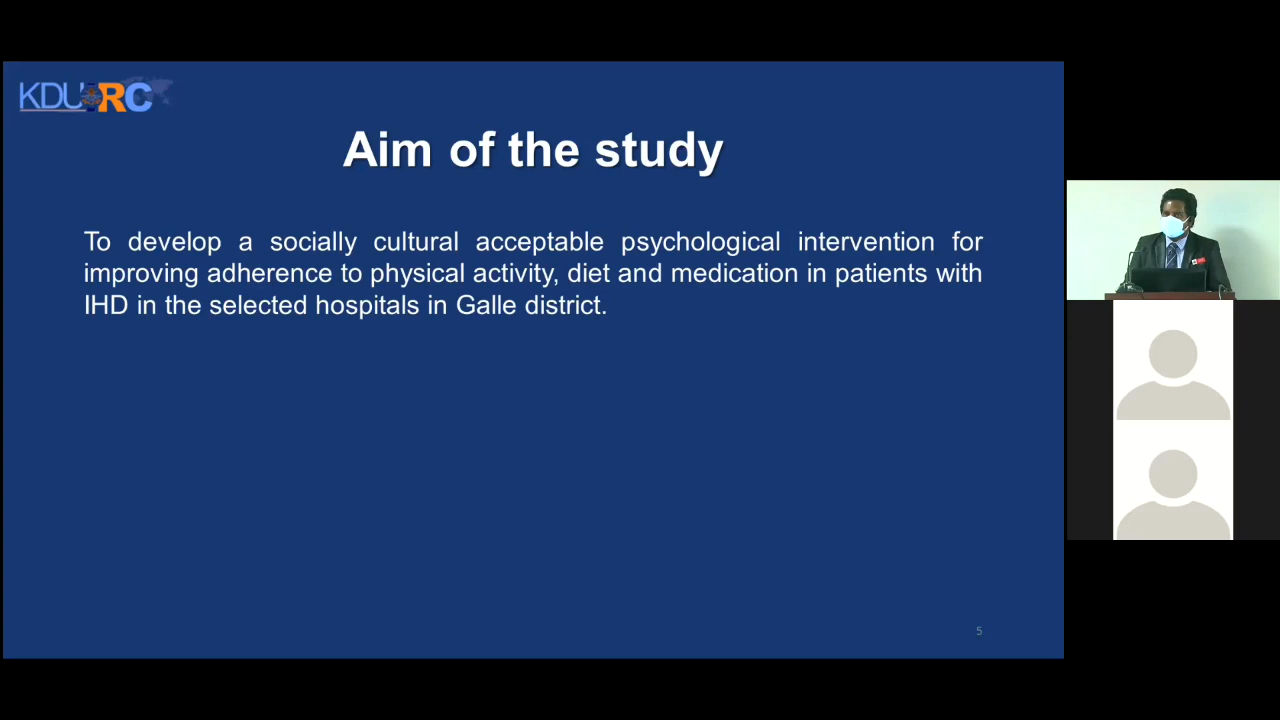 KDU RC
Aim of the study
To develop a socially cultural acceptable psychological intervention for
improving adherence to physical activity, diet and medication in patients with
IHD in the selected hospitals in Galle district.
5